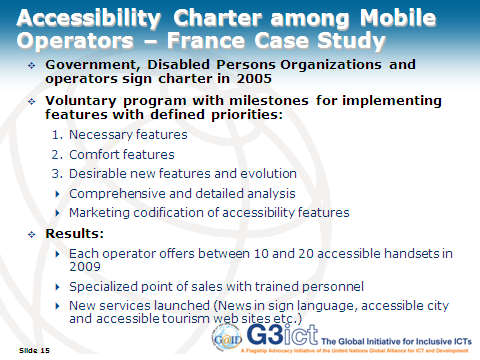 Accessibility Charter among Mobile
Operators – France Case Study
❖ Government, Disabled Persons Organizations and
operators sign charter in 2005
❖ Voluntary program with milestones for implementing
features with defined priorities:
1. Necessary features
2. Comfort features
3. Desirable new features and evolution
Comprehensive and detailed analysis
Marketing codification of accessibility features
❖ Results:
Each operator offers between 10 and 20 accessible handsets in
2009
Specialized point of sales with trained personnel
New services launched (News in sign language, accessible city
and accessible tourism web sites etc.)
Slide 15
G@ID G3ict The Global Initiative for Inclusive ICTs
A Flagship Advocacy Initiative of the United Nations Global Alliance for ICT and Development